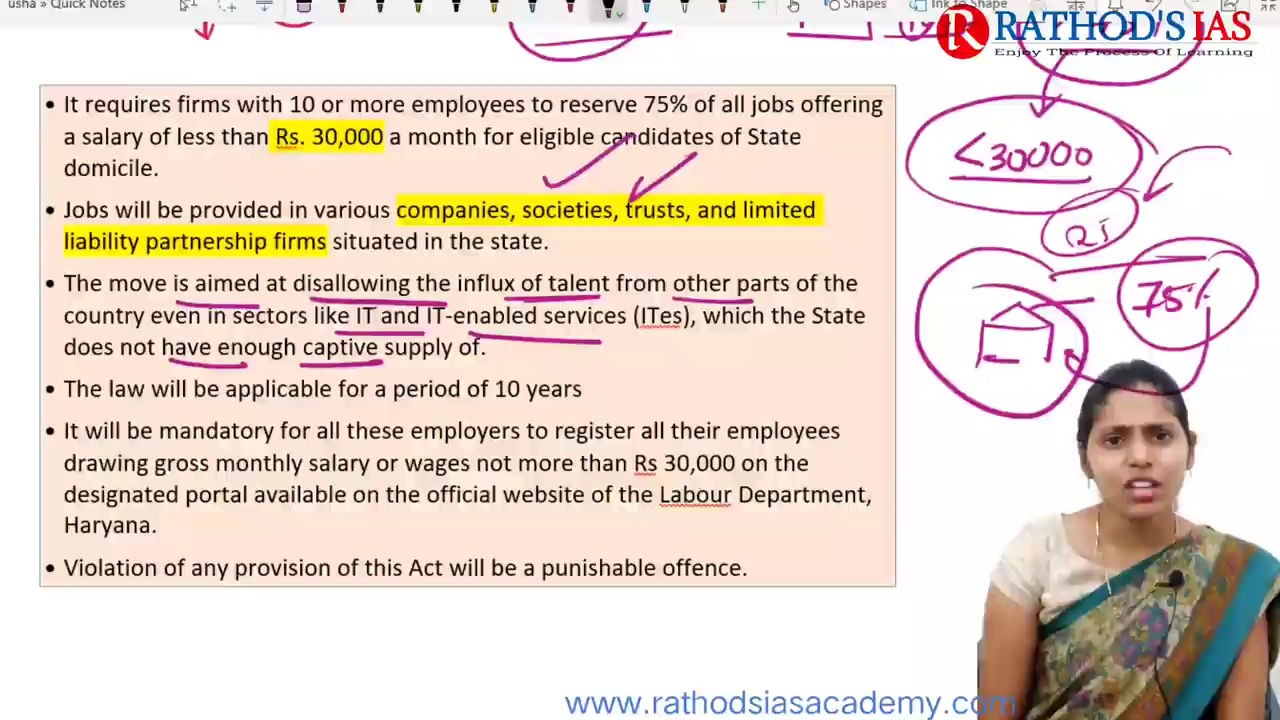 usha » Quick Notes
Shapes
Ink to Shape
RATHOD'S IAS
Enjoy The Process Of Learning
• It requires firms with 10 or more employees to reserve 75% of all jobs offering
a salary of less than Rs. 30,000 a month for eligible candidates of State
domicile.
• Jobs will be provided in various companies, societies, trusts, and limited
liability partnership firms situated in the state.
• The move is aimed at disallowing the influx of talent from other parts of the
country even in sectors like IT and IT-enabled services (ITes), which the State
does not have enough captive supply of.
• The law will be applicable for a period of 10 years
• It will be mandatory for all these employers to register all their employees
drawing gross monthly salary or wages not more than Rs 30,000 on the
designated portal available on the official website of the Labour Department,
Haryana.
• Violation of any provision of this Act will be a punishable offence.
<30000
75%
www.rathodsiasacademy.com